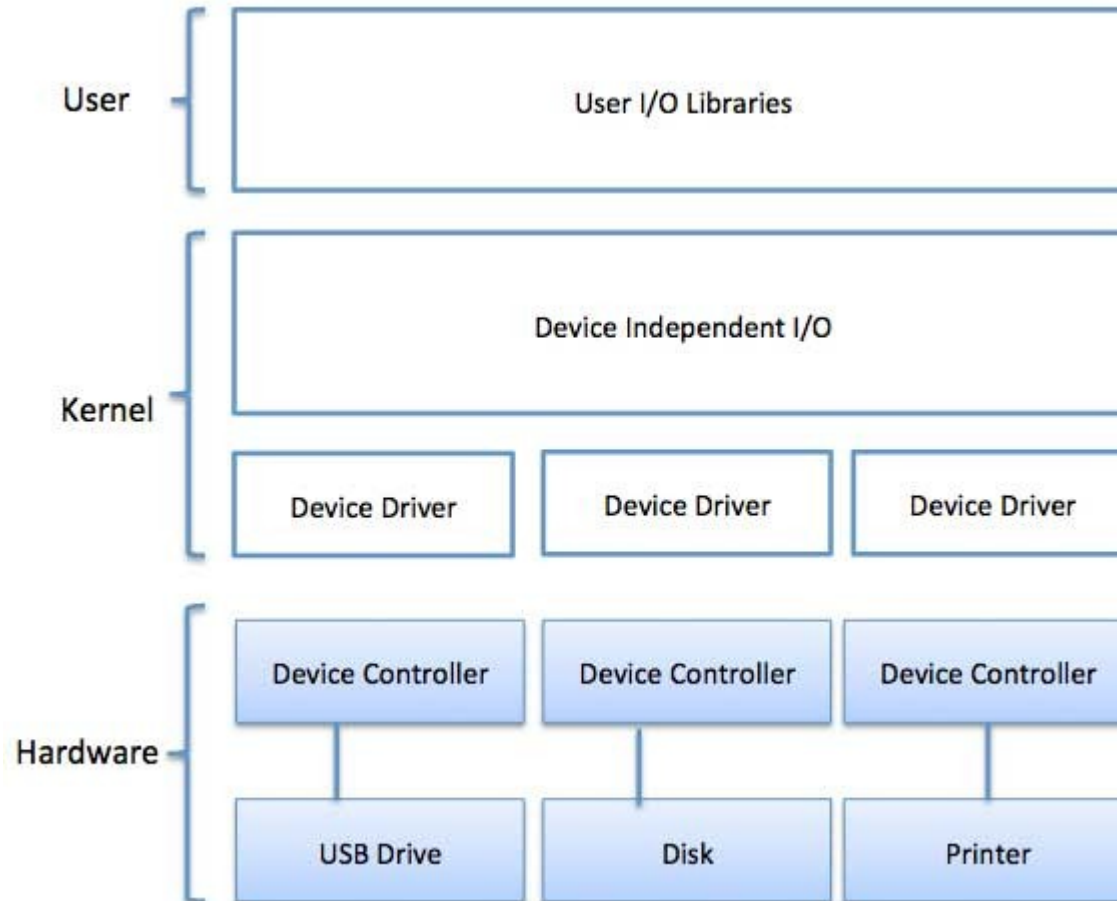 User
User I/O Libraries
Device Independent I/O
Kernel
Device Driver
Device Driver
Device Driver
Device Controller
Device Controller
Device Controller
Hardware
USB Drive
Disk
Printer